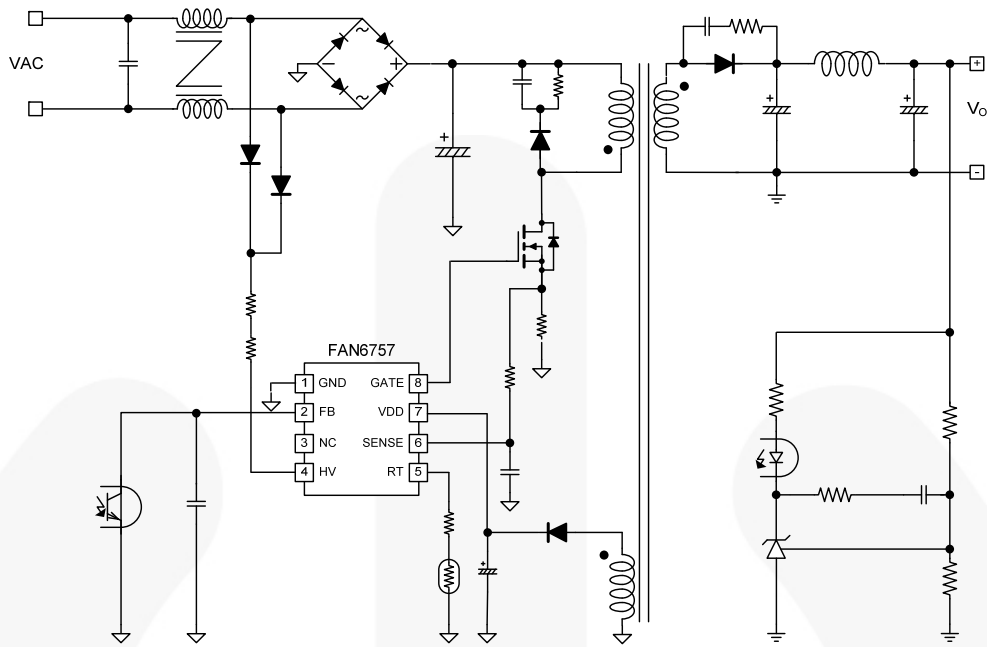 VAC
~
−
+
~
+
+
+
+
VO
-
FAN6757
1 GND GATE 8
2 FB VDD 7
3 NC SENSE 6
4 HV RT 5
+